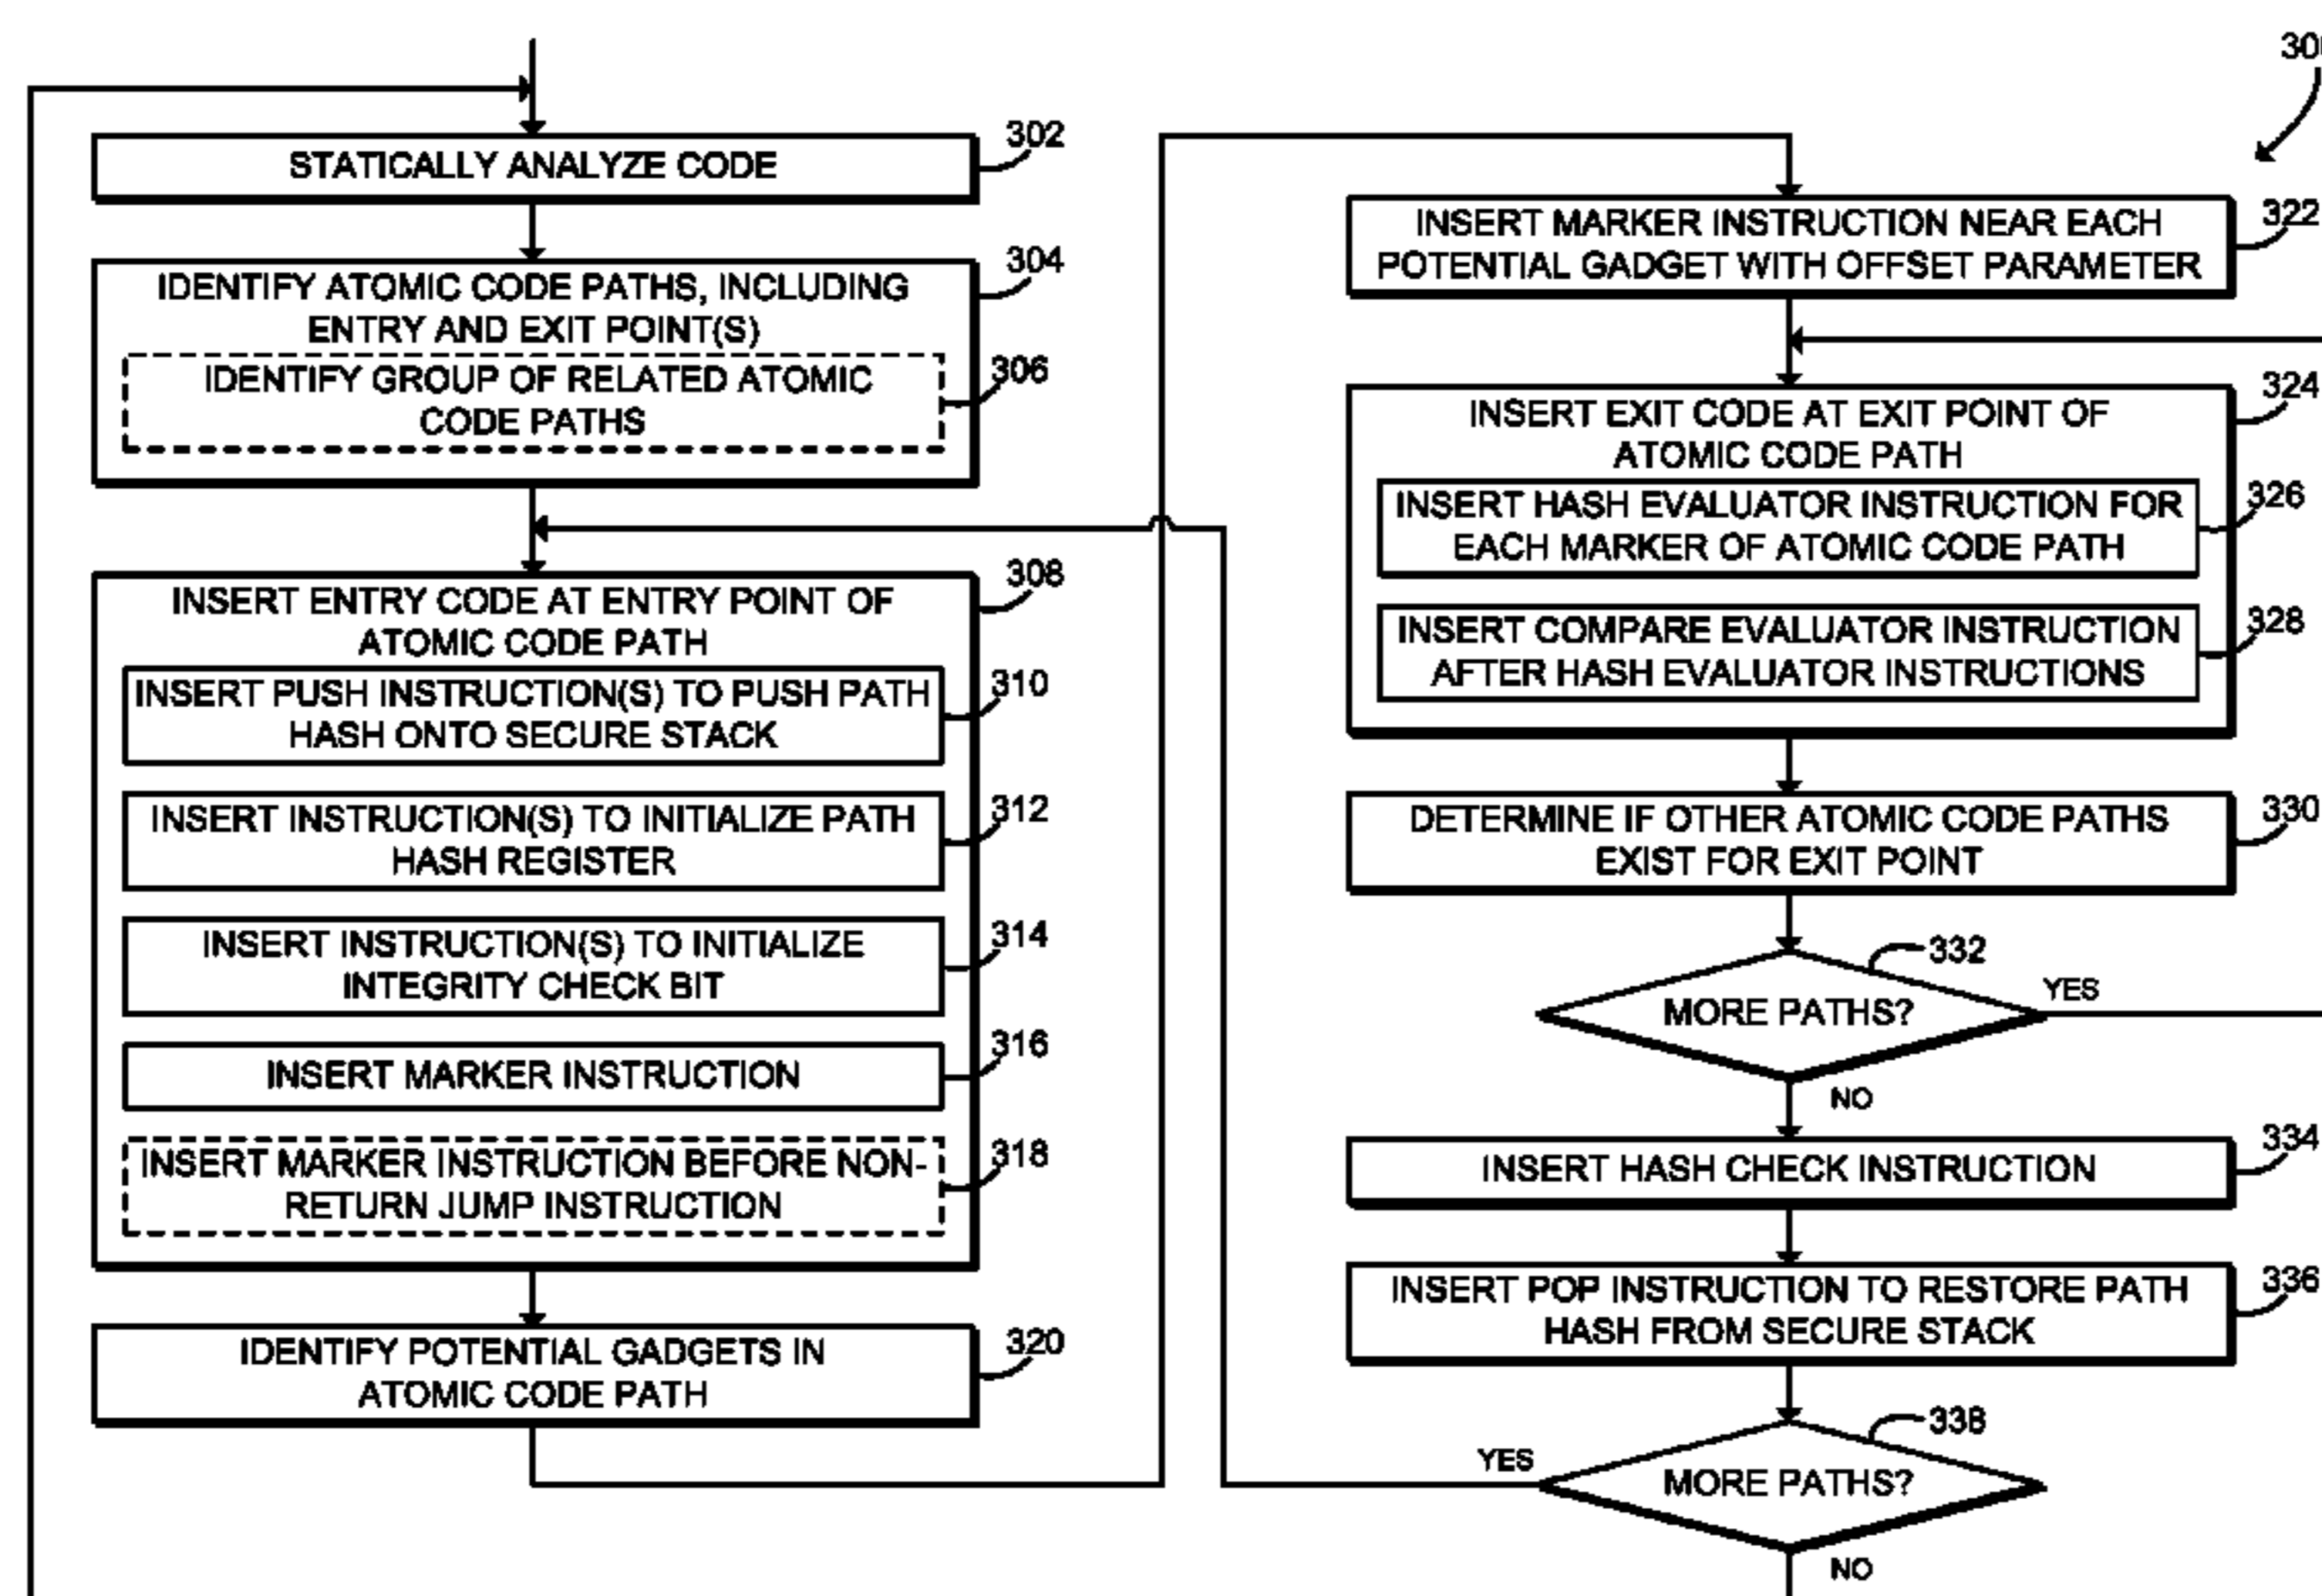 302
STATICALLY ANALYZE CODE
304
IDENTIFY ATOMIC CODE PATHS, INCLUDING
ENTRY AND EXIT POINT(S)
306
IDENTIFY GROUP OF RELATED ATOMIC
CODE PATHS
308
INSERT ENTRY CODE AT ENTRY POINT OF
ATOMIC CODE PATH
310
INSERT PUSH INSTRUCTION(S) TO PUSH PATH
HASH ONTO SECURE STACK
312
INSERT INSTRUCTION(S) TO INITIALIZE PATH
HASH REGISTER
314
INSERT INSTRUCTION(S) TO INITIALIZE
INTEGRITY CHECK BIT
316
INSERT MARKER INSTRUCTION
318
INSERT MARKER INSTRUCTION BEFORE NON-
RETURN JUMP INSTRUCTION
320
IDENTIFY POTENTIAL GADGETS IN
ATOMIC CODE PATH
322
INSERT MARKER INSTRUCTION NEAR EACH
POTENTIAL GADGET WITH OFFSET PARAMETER
324
INSERT EXIT CODE AT EXIT POINT OF
ATOMIC CODE PATH
326
INSERT HASH EVALUATOR INSTRUCTION FOR
EACH MARKER OF ATOMIC CODE PATH
328
INSERT COMPARE EVALUATOR INSTRUCTION
AFTER HASH EVALUATOR INSTRUCTIONS
330
DETERMINE IF OTHER ATOMIC CODE PATHS
EXIST FOR EXIT POINT
332
MORE PATHS?
YES
NO
334
INSERT HASH CHECK INSTRUCTION
336
INSERT POP INSTRUCTION TO RESTORE PATH
HASH FROM SECURE STACK
338
YES
MORE PATHS?
NO